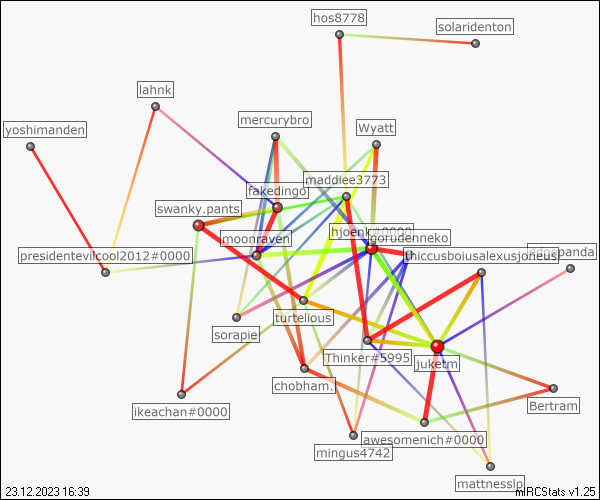 hos8778
solaridenton
lahnk
mercurybro
yoshimanden
Wyatt
maddiee3773
fakedingo
swanky.pants
hjoenk#0000
gorudenneko
moonraven
presidentevilcool2012#0000
thiccusboiusalexusjoneus
turtelious
sorapie
Thinker#5995
juketm
chobham.
ikeachan#0000
Bertram
awesomenich#0000
mingus4742
mattnesslp
23.12.2023 16:39
mIRCStats v1.25